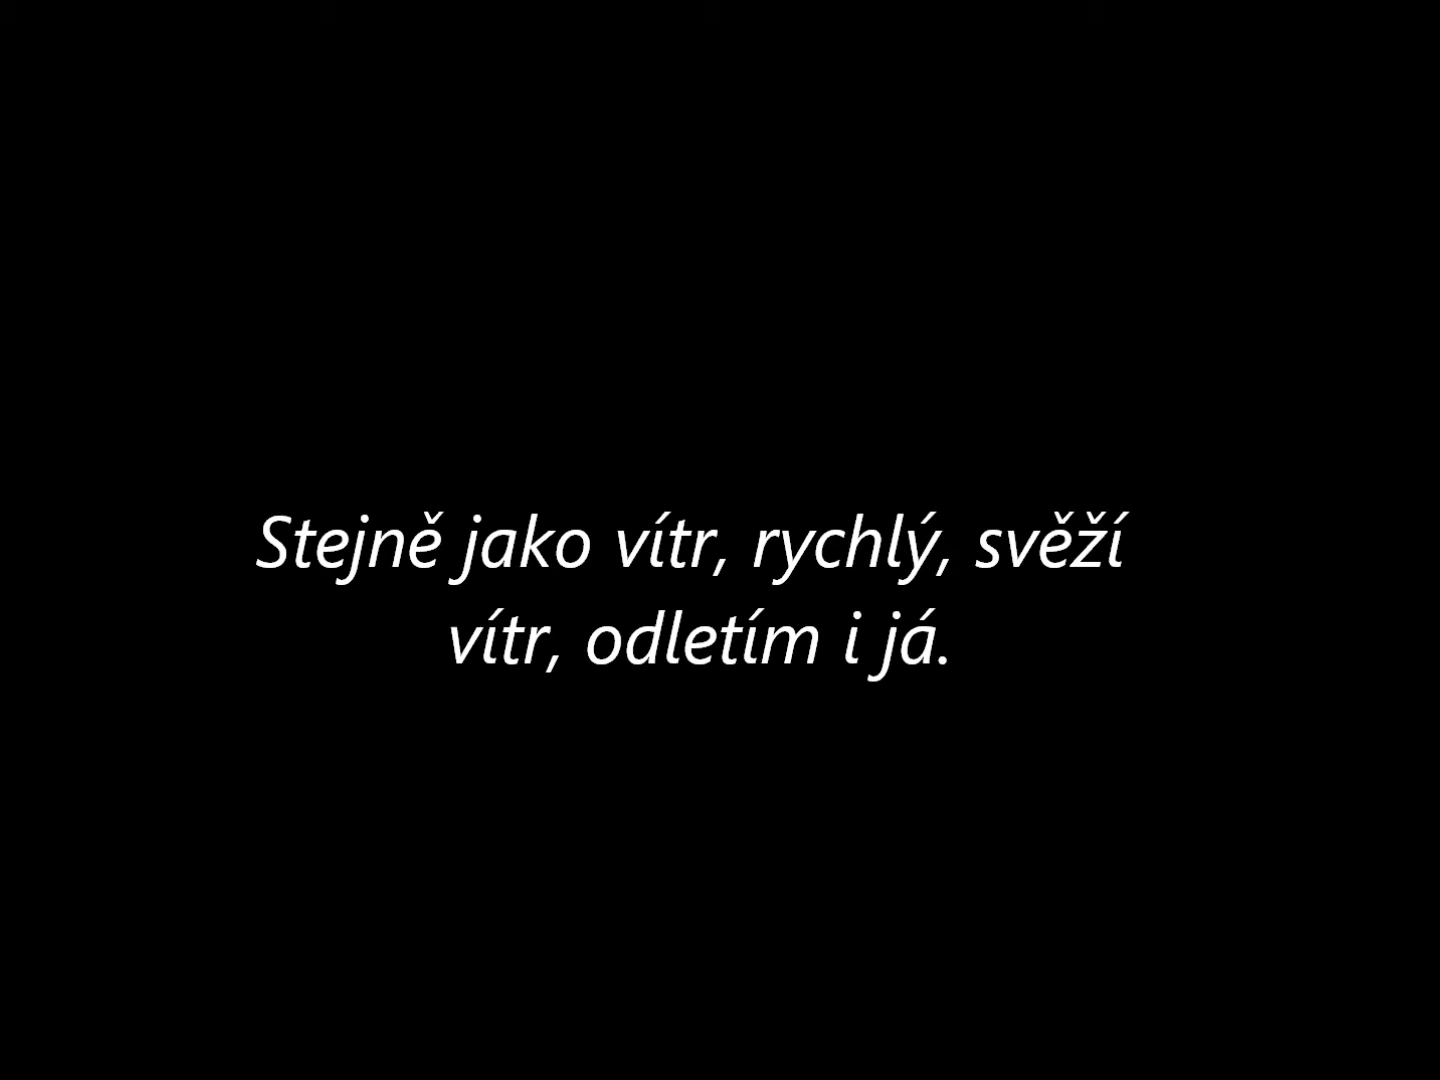 Stejně jako vítr, rychlý, svěží
vítr, odletím i já.